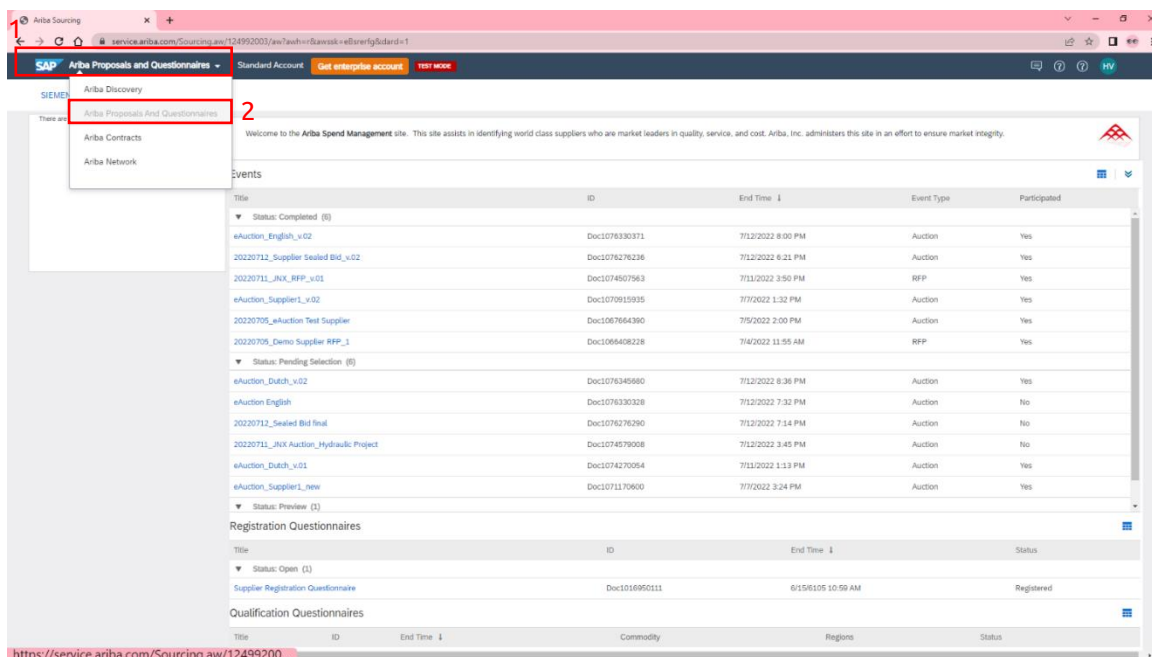 Ariba Sourcing
1
service.ariba.com/Sourcing.aw/124992003/aw?awh=r&awssk=eBsrerfg&dard=1
SAP Ariba Proposals and Questionnaires Standard Account Get enterprise account TEST MODE HV
SIEMEN
Ariba Discovery
Ariba Proposals And Questionnaires 2
Ariba Contracts
Ariba Network
There are
Welcome to the Ariba Spend Management site. This site assists in identifying world class suppliers who are market leaders in quality, service, and cost. Ariba, Inc. administers this site in an effort to ensure market integrity.
Events
Title ID End Time ↓ Event Type Participated
▼ Status: Completed (6)
eAuction_English_v.02 Doc1076330371 7/12/2022 8:00 PM Auction Yes
20220712_Supplier Sealed Bid_v.02 Doc1076276236 7/12/2022 6:21 PM Auction Yes
20220711_JNX_RFP_v.01 Doc1074507563 7/11/2022 3:50 PM RFP Yes
eAuction_Supplier1_v.02 Doc1070915935 7/7/2022 1:32 PM Auction Yes
20220705_eAuction Test Supplier Doc1067664390 7/5/2022 2:00 PM Auction Yes
20220705_Demo Supplier RFP_1 Doc1066408228 7/4/2022 11:55 AM RFP Yes
▼ Status: Pending Selection (6)
eAuction_Dutch_v.02 Doc1076345680 7/12/2022 8:36 PM Auction Yes
eAuction English Doc1076330328 7/12/2022 7:32 PM Auction No
20220712_Sealed Bid final Doc1076276290 7/12/2022 7:14 PM Auction No
20220711_JNX Auction_Hydraulic Project Doc1074579008 7/12/2022 3:45 PM Auction No
eAuction_Dutch_v.01 Doc1074270054 7/11/2022 1:13 PM Auction Yes
eAuction_Supplier1_new Doc1071170600 7/7/2022 3:24 PM Auction Yes
▼ Status: Preview (1)
Registration Questionnaires
Title ID End Time ↓ Status
▼ Status: Open (1)
Supplier Registration Questionnaire Doc1016950111 6/15/6105 10:59 AM Registered
Qualification Questionnaires
Title ID End Time ↓ Commodity Regions Status
https://service.ariba.com/Sourcing.aw/12499200